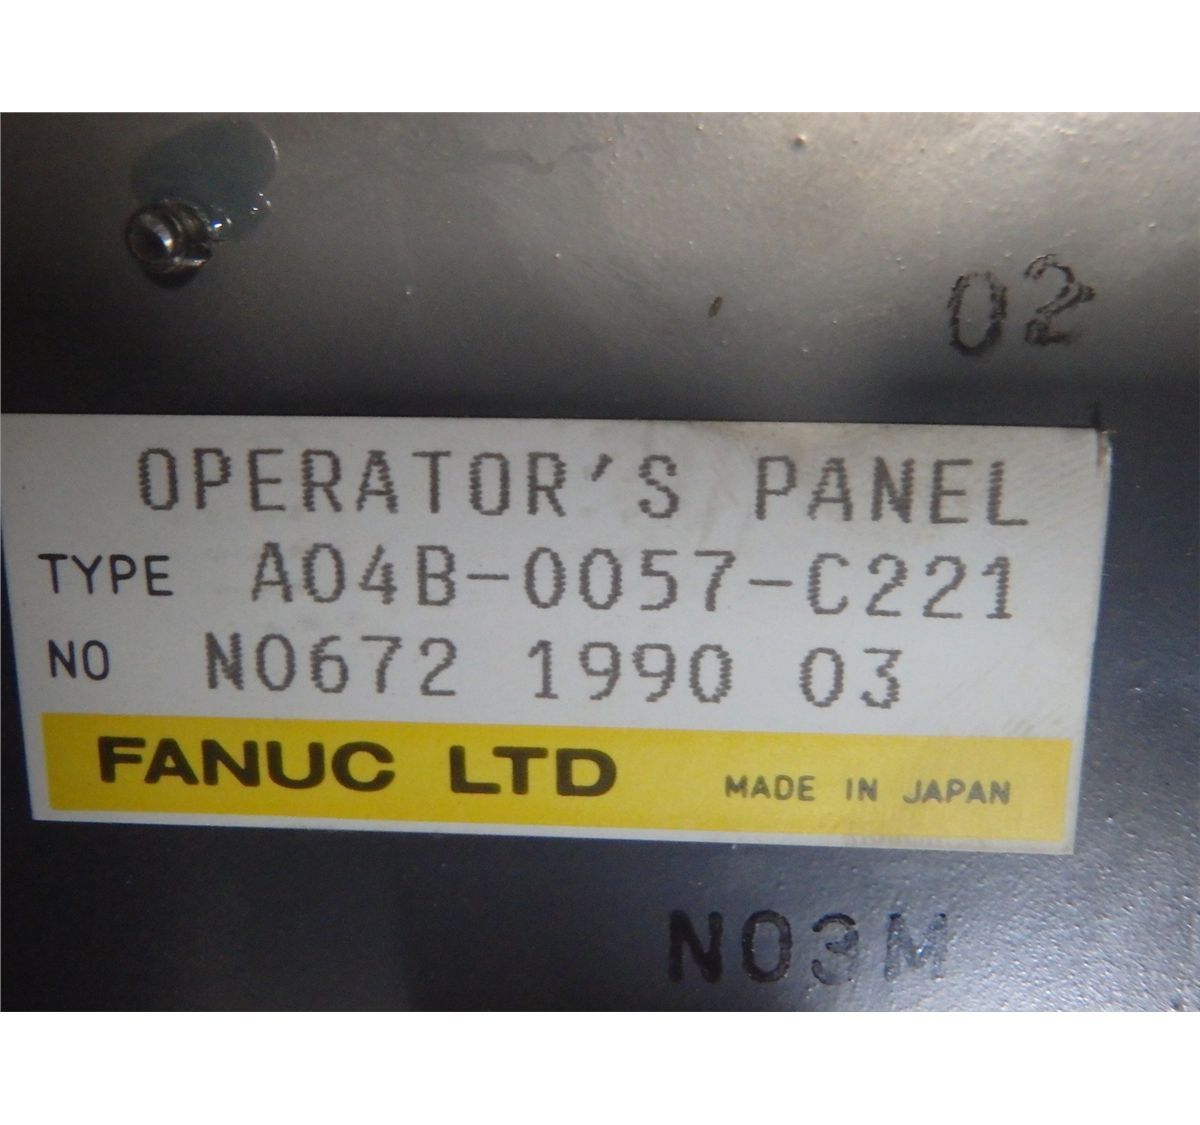 02
OPERATOR'S PANEL
TYPE A04B-0057-C221
NO N0672 1990 03
FANUC LTD MADE IN JAPAN
N03M